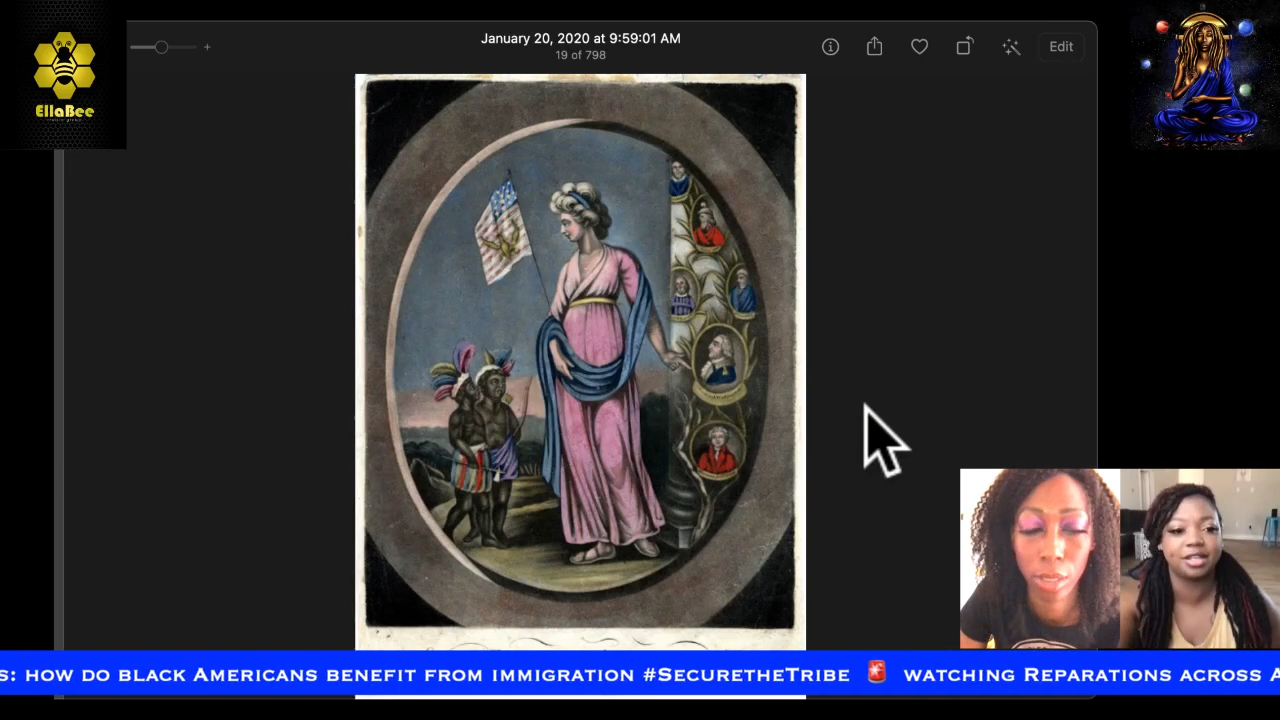 January 20, 2020 at 9:59:01 AM
19 of 798
Edit
EllaBee
S: HOW DO BLACK AMERICANS BENEFIT FROM IMMIGRATION #SECURETHETRIBE 🚨 WATCHING REPARATIONS ACROSS A